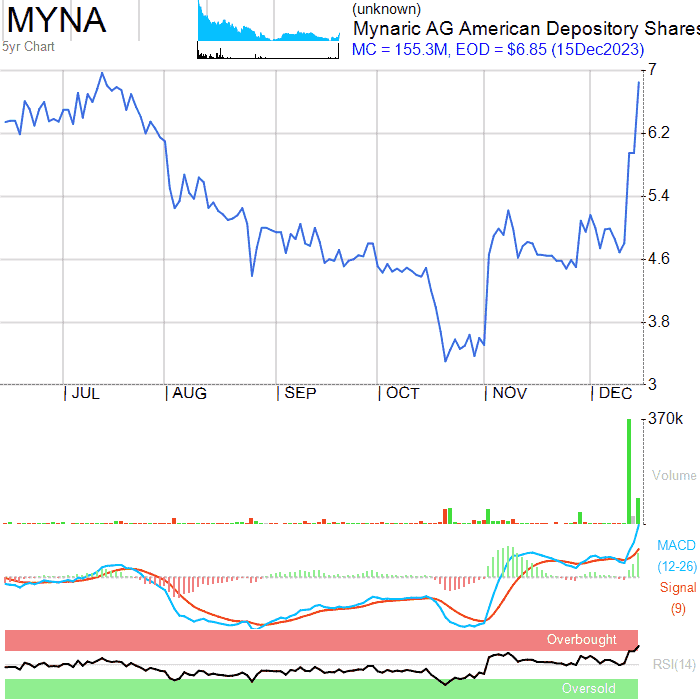 MYNA
5yr Chart
(unknown)
Mynaric AG American Depository Shares
MC = 155.3M, EOD = $6.85 (15Dec2023)
7
6.2
5.4
4.6
3.8
3
JUL AUG SEP OCT NOV DEC
370k
Volume
MACD
(12-26)
Signal
(9)
Overbought
RSI(14)
Oversold